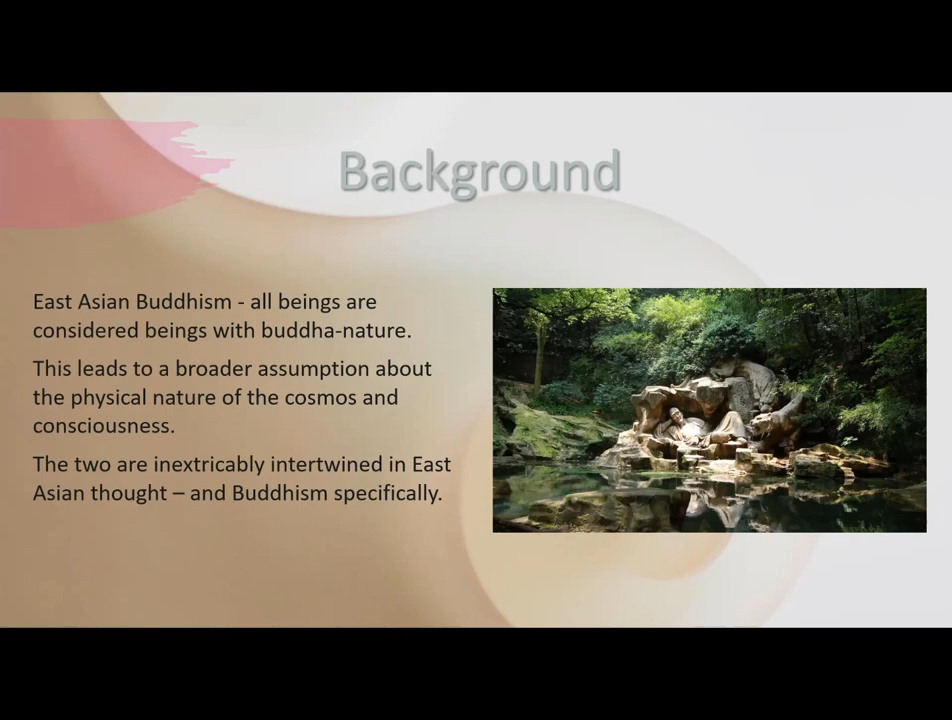 Background
East Asian Buddhism - all beings are
considered beings with buddha-nature.
This leads to a broader assumption about
the physical nature of the cosmos and
consciousness.
The two are inextricably intertwined in East
Asian thought – and Buddhism specifically.